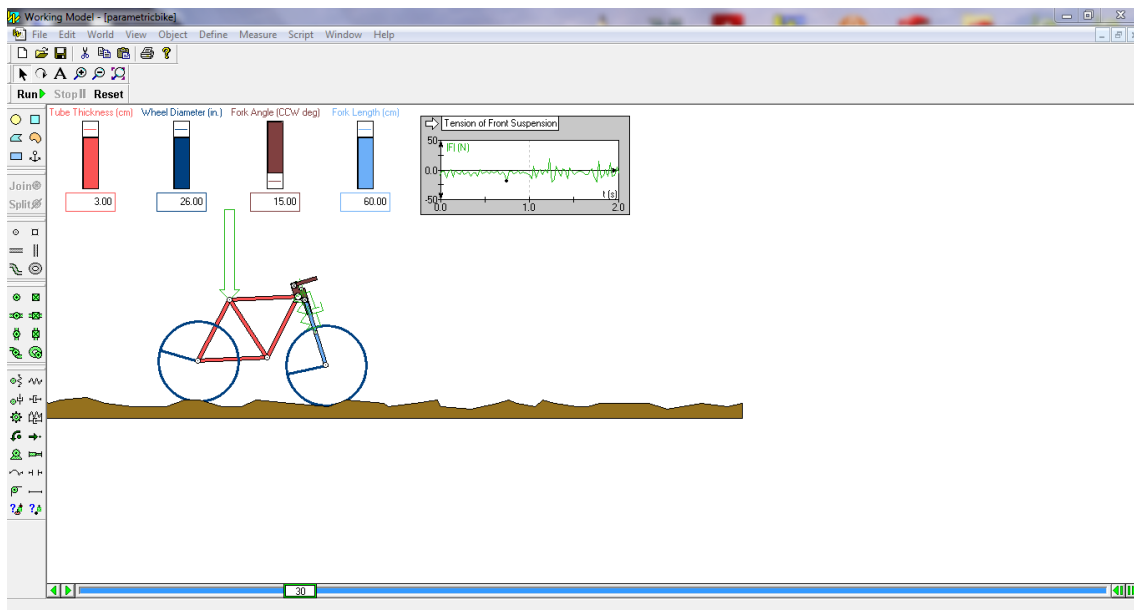 Working Model - [parametricbike]
File Edit World View Object Define Measure Script Window Help
Run Stop Reset
Tube Thickness (cm) Wheel Diameter (in.) Fork Angle (CCW deg) Fork Length (cm)
Tension of Front Suspension
50
|F| (N)
0.0
-50
t (s)
0.0 1.0 2.0
Join
Split
3.00 26.00 15.00 60.00
30